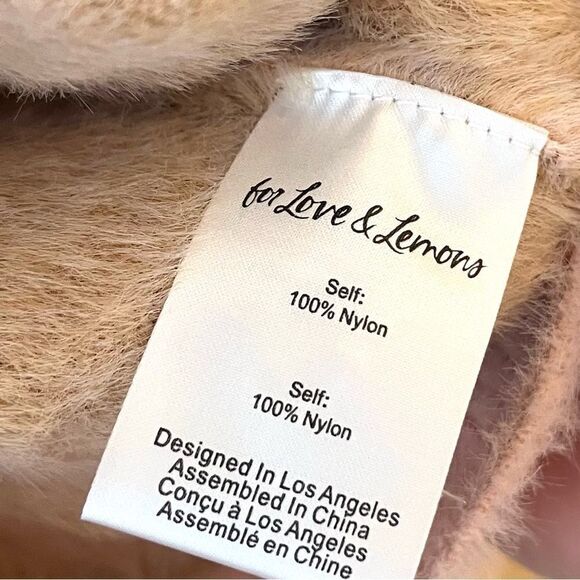 for Love & Lemons
Self:
100% Nylon
Self:
100% Nylon
Designed In Los Angeles
Assembled In China
Conçu à Los Angeles
Assemblé en Chine